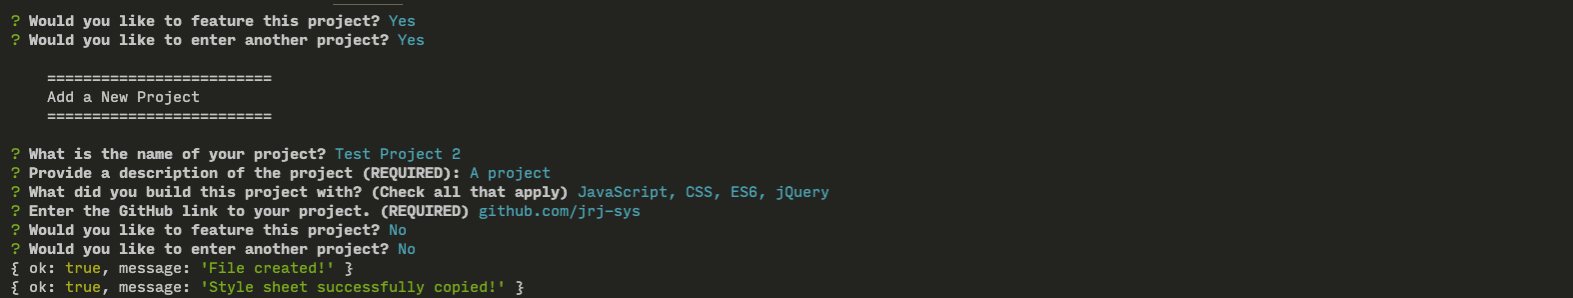 ? Would you like to feature this project? Yes
? Would you like to enter another project? Yes
=========================
Add a New Project
=========================
? What is the name of your project? Test Project 2
? Provide a description of the project (REQUIRED): A project
? What did you build this project with? (Check all that apply) JavaScript, CSS, ES6, jQuery
? Enter the GitHub link to your project. (REQUIRED) github.com/jrj-sys
? Would you like to feature this project? No
? Would you like to enter another project? No
{ ok: true, message: 'File created!' }
{ ok: true, message: 'Style sheet successfully copied!' }